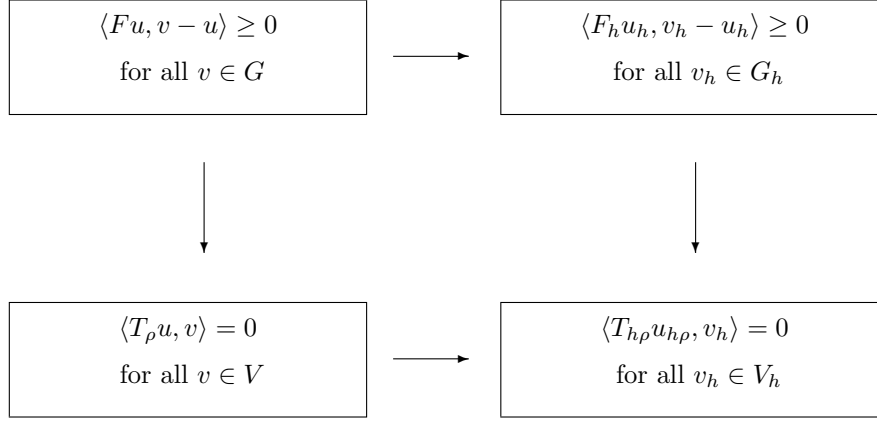 ⟨Fu, v − u⟩ ≥ 0
for all v ∈ G
⟨F_h u_h, v_h − u_h⟩ ≥ 0
for all v_h ∈ G_h
⟨T_ρ u, v⟩ = 0
for all v ∈ V
⟨T_{hρ} u_{hρ}, v_h⟩ = 0
for all v_h ∈ V_h